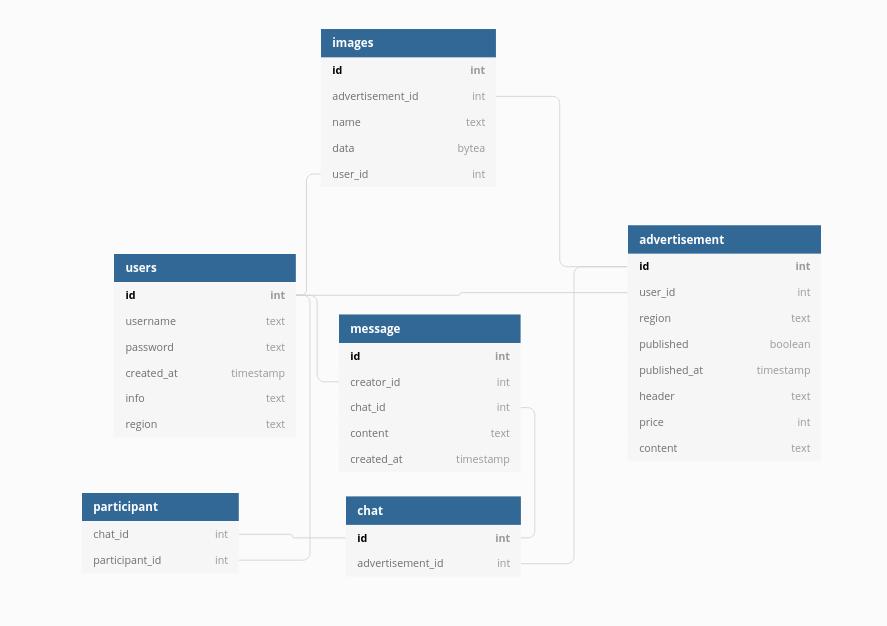 images
id int
advertisement_id int
name text
data bytea
user_id int
advertisement
id int
user_id int
region text
published boolean
published_at timestamp
header text
price int
content text
users
id int
username text
password text
created_at timestamp
info text
region text
message
id int
creator_id int
chat_id int
content text
created_at timestamp
participant
chat_id int
participant_id int
chat
id int
advertisement_id int